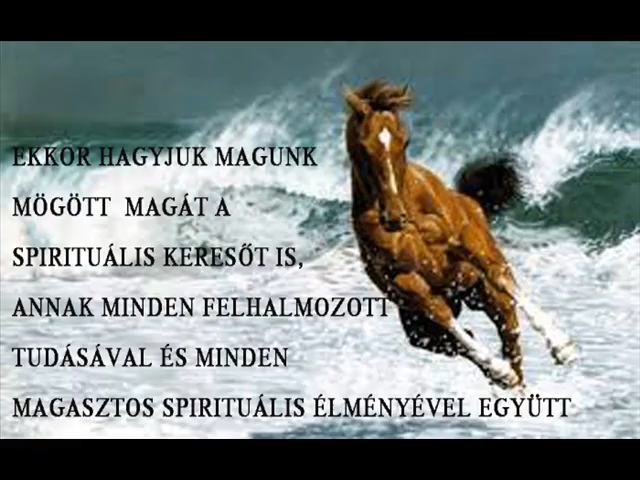 EKKOR HAGYJUK MAGUNK
MÖGÖTT MAGÁT A
SPIRITUÁLIS KERESŐT IS,
ANNAK MINDEN FELHALMOZOTT
TUDÁSÁVAL ÉS MINDEN
MAGASZTOS SPIRITUÁLIS ÉLMÉNYÉVEL EGYÜTT